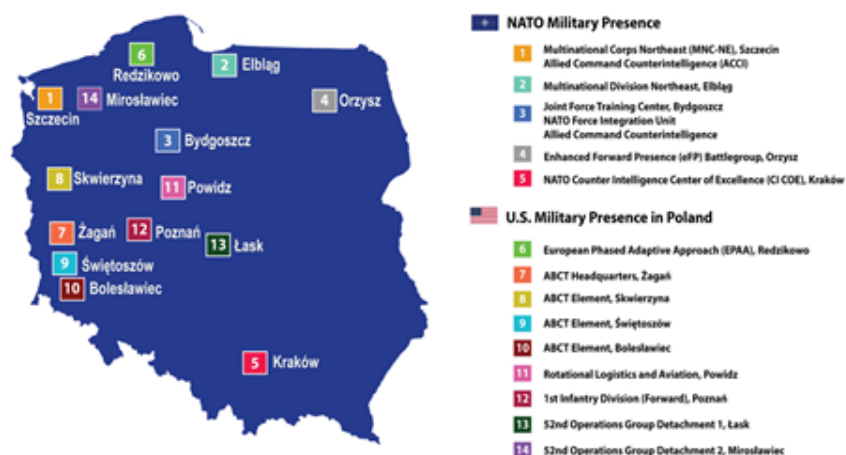 6
Redzikowo
2 Elbląg
1
Szczecin
14 Mirosławiec
4 Orzysz
3 Bydgoszcz
8 Skwierzyna
11 Powidz
7 Żagań
12 Poznań
13 Łask
9 Świętoszów
10 Bolesławiec
5 Kraków
NATO Military Presence
1 Multinational Corps Northeast (MNC-NE), Szczecin
Allied Command Counterintelligence (ACCI)
2 Multinational Division Northeast, Elbląg
3 Joint Force Training Center, Bydgoszcz
NATO Force Integration Unit
Allied Command Counterintelligence
4 Enhanced Forward Presence (eFP) Battlegroup, Orzysz
5 NATO Counter Intelligence Center of Excellence (CI COE), Kraków
U.S. Military Presence in Poland
6 European Phased Adaptive Approach (EPAA), Redzikowo
7 ABCT Headquarters, Żagań
8 ABCT Element, Skwierzyna
9 ABCT Element, Świętoszów
10 ABCT Element, Bolesławiec
11 Rotational Logistics and Aviation, Powidz
12 1st Infantry Division (Forward), Poznań
13 52nd Operations Group Detachment 1, Łask
14 52nd Operations Group Detachment 2, Mirosławiec